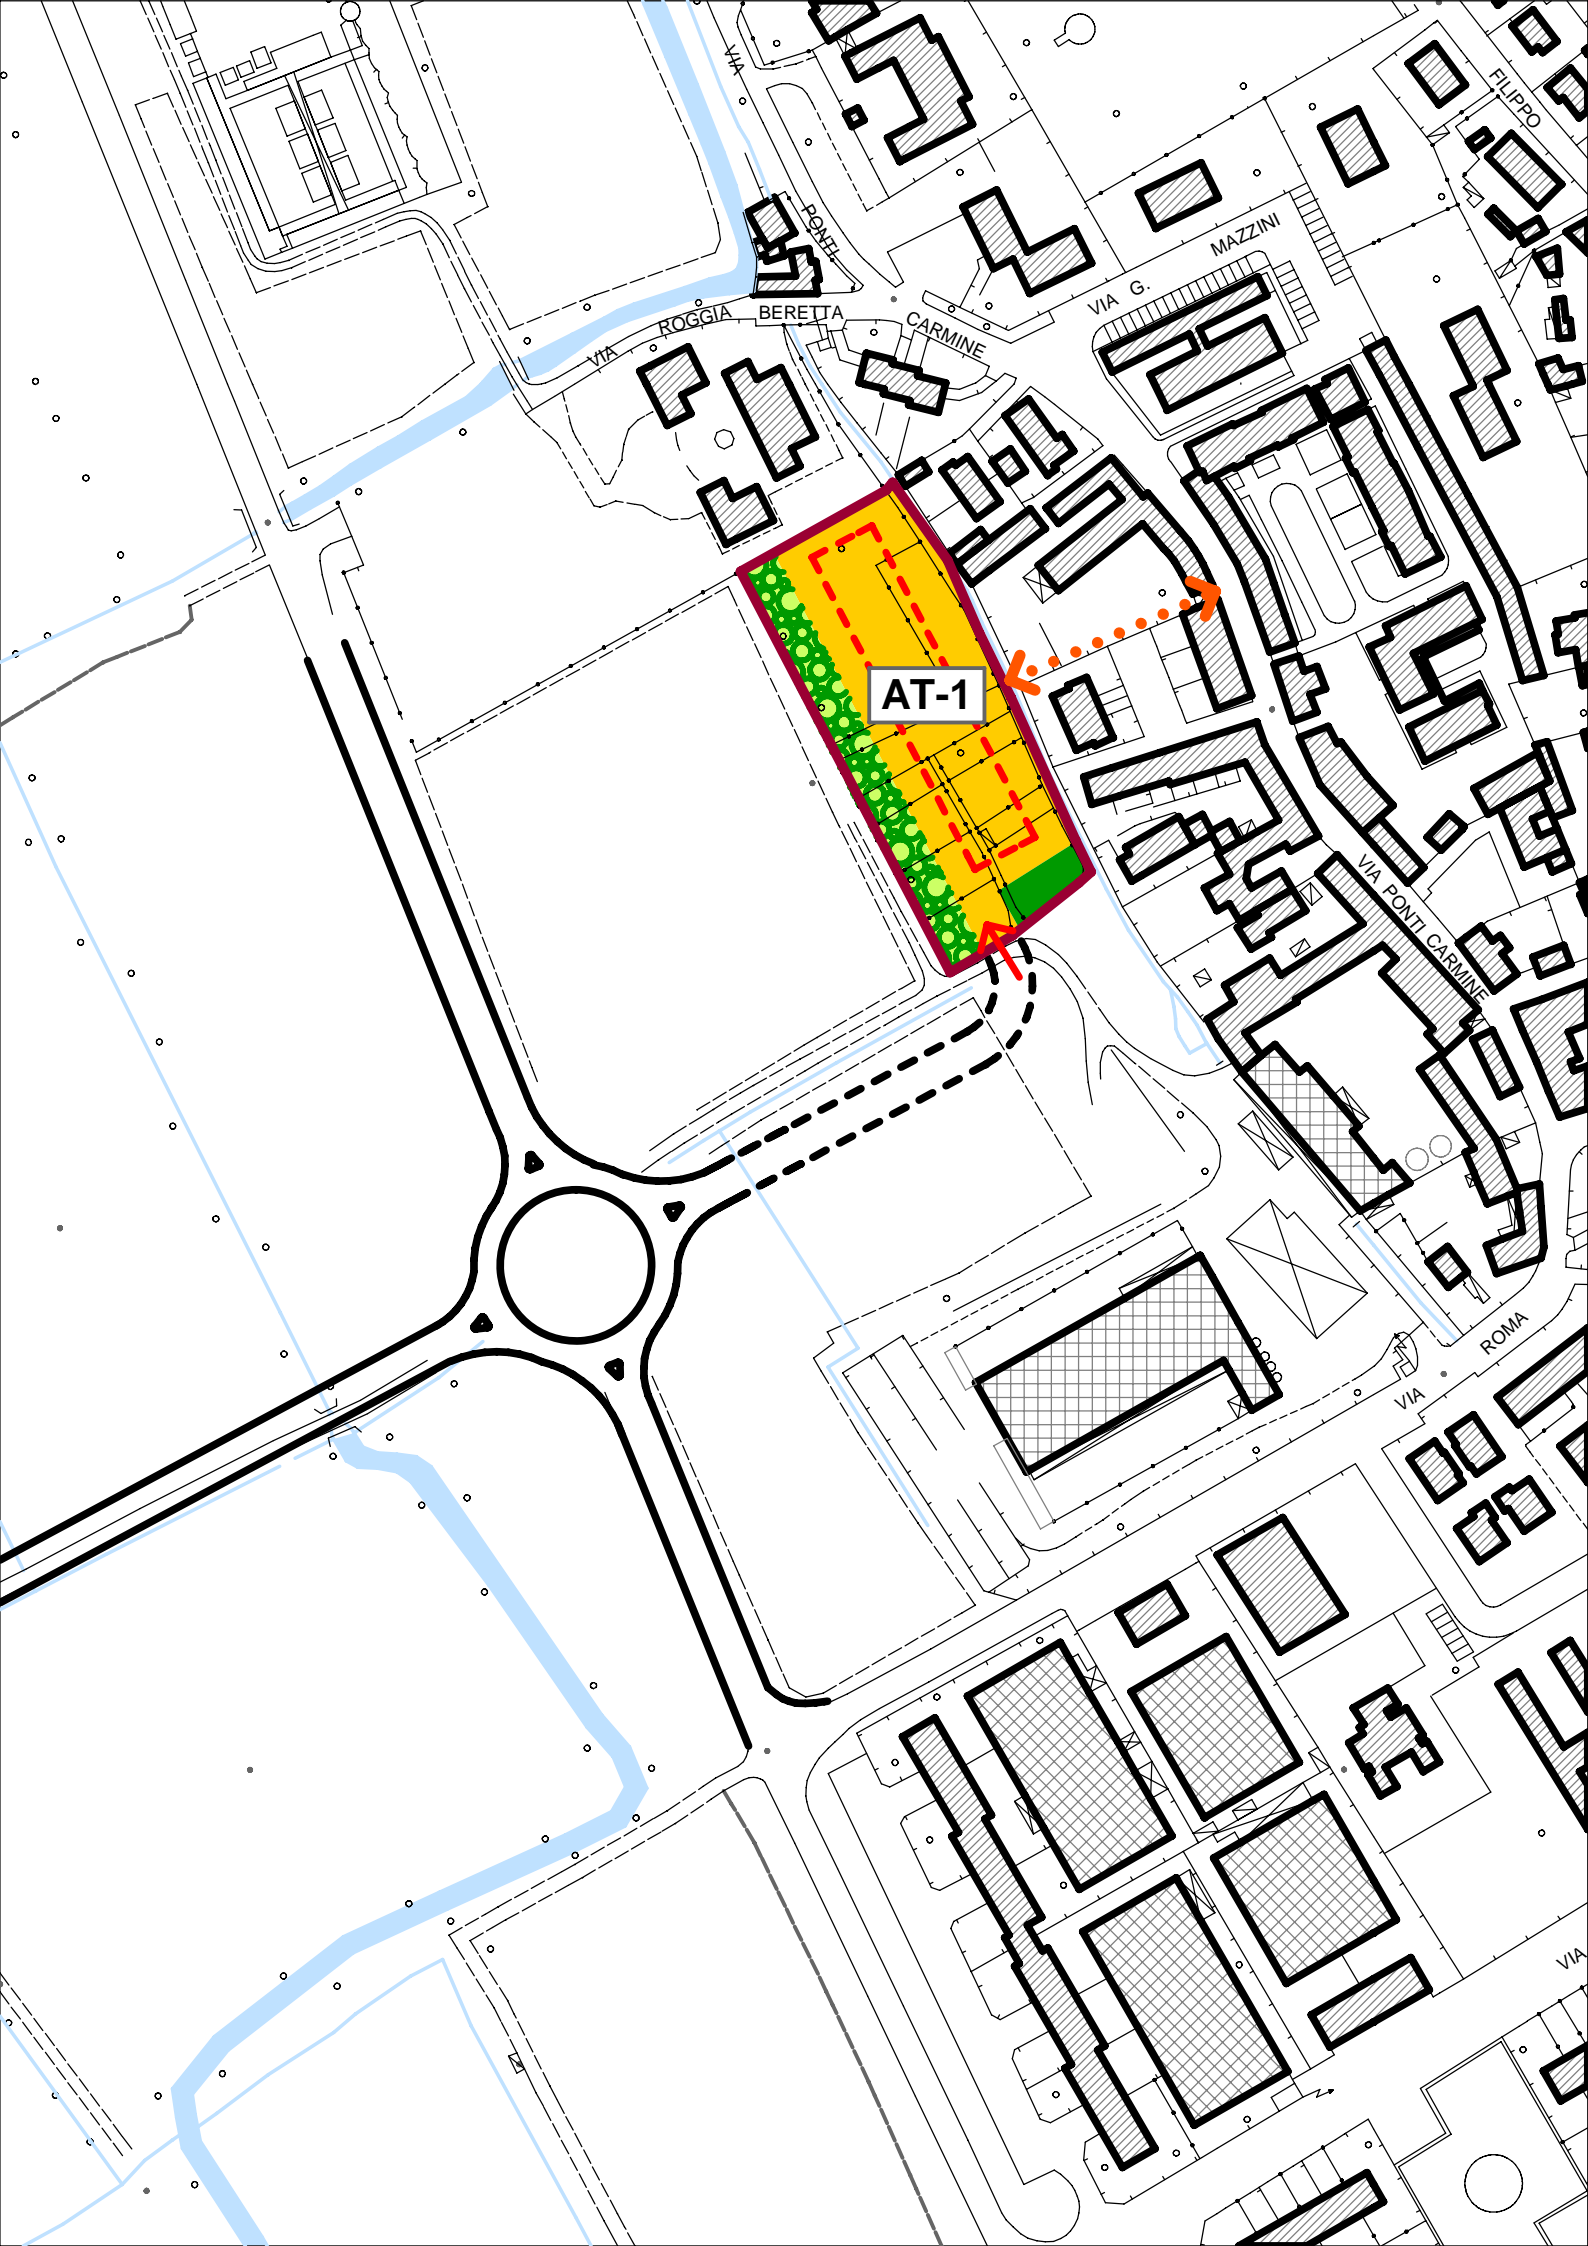 VIA
PONTI
CARMINE
FILIPPO
VIA G. MAZZINI
VIA ROGGIA BERETTA
AT-1
VIA PONTI CARMINE
VIA ROMA
VIA